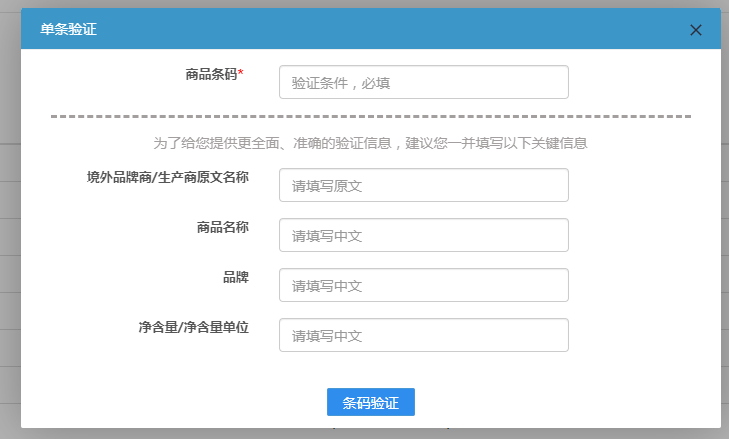 单条验证
商品条码*
验证条件，必填
为了给您提供更全面、准确的验证信息，建议您一并填写以下关键信息
境外品牌商/生产商原文名称
请填写原文
商品名称
请填写中文
品牌
请填写中文
净含量/净含量单位
请填写中文
条码验证